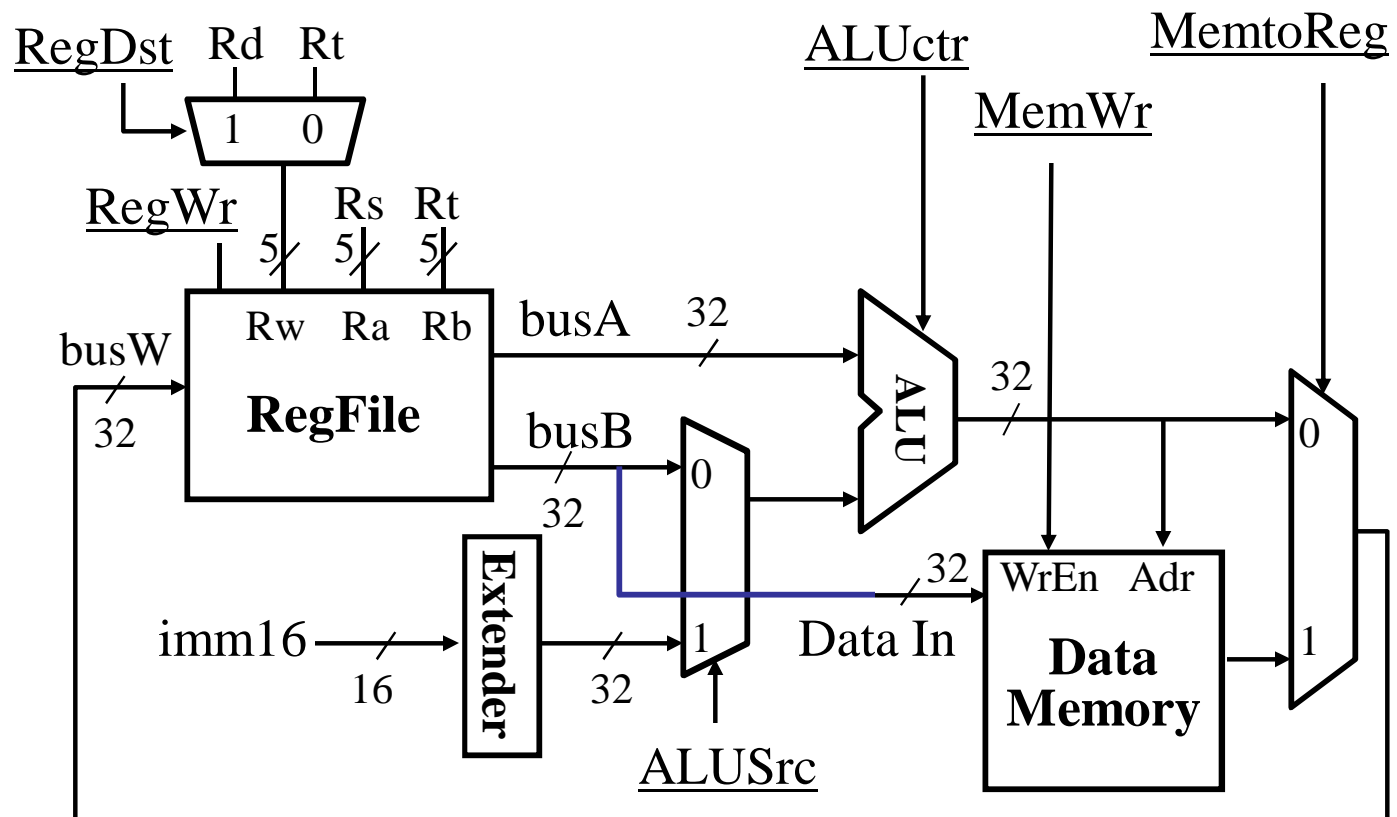 RegDst Rd Rt ALUctr MemtoReg
MemWr
1 0
RegWr Rs Rt
5 5 5
Rw Ra Rb busA 32
busW
RegFile ALU 32
32 busB 0
0
32
Extender 32 WrEn Adr
imm16 1 Data In Data 1
16 32 Memory
ALUSrc